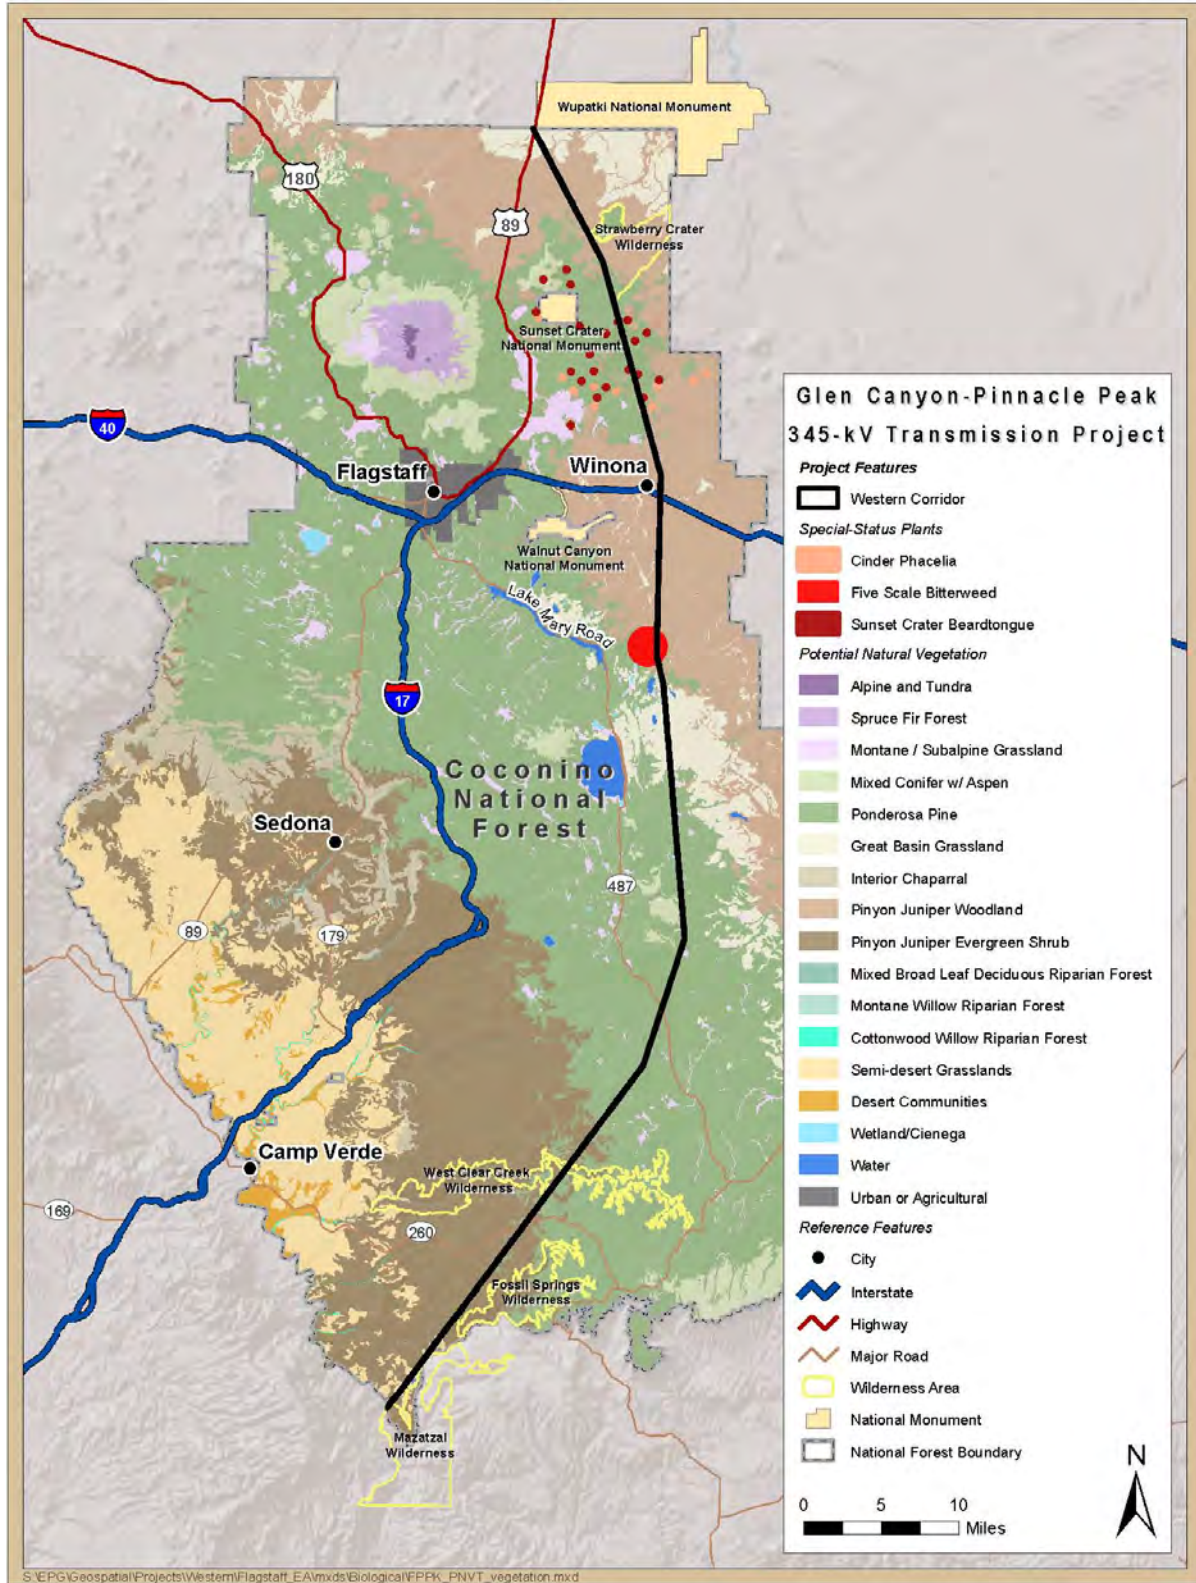 Wupatki National Monument
180
89
Strawberry Crater
Wilderness
Sunset Crater
National Monument
40
Flagstaff
Winona
Walnut Canyon
National Monument
Lake Mary Road
17
Coconino
National
Forest
Sedona
487
89
179
Camp Verde
West Clear Creek
Wilderness
169
260
Fossil Springs
Wilderness
Mazatzal
Wilderness
Glen Canyon-Pinnacle Peak
345-kV Transmission Project
Project Features
Western Corridor
Special-Status Plants
Cinder Phacelia
Five Scale Bitterweed
Sunset Crater Beardtongue
Potential Natural Vegetation
Alpine and Tundra
Spruce Fir Forest
Montane / Subalpine Grassland
Mixed Conifer w/ Aspen
Ponderosa Pine
Great Basin Grassland
Interior Chaparral
Pinyon Juniper Woodland
Pinyon Juniper Evergreen Shrub
Mixed Broad Leaf Deciduous Riparian Forest
Montane Willow Riparian Forest
Cottonwood Willow Riparian Forest
Semi-desert Grasslands
Desert Communities
Wetland/Cienega
Water
Urban or Agricultural
Reference Features
City
Interstate
Highway
Major Road
Wilderness Area
National Monument
National Forest Boundary
N
0 5 10
Miles
S:\EPG\Geospatial\Projects\Western\Flagstaff_EA\mxds\Biological\FPPK_PNVT_vegetation.mxd